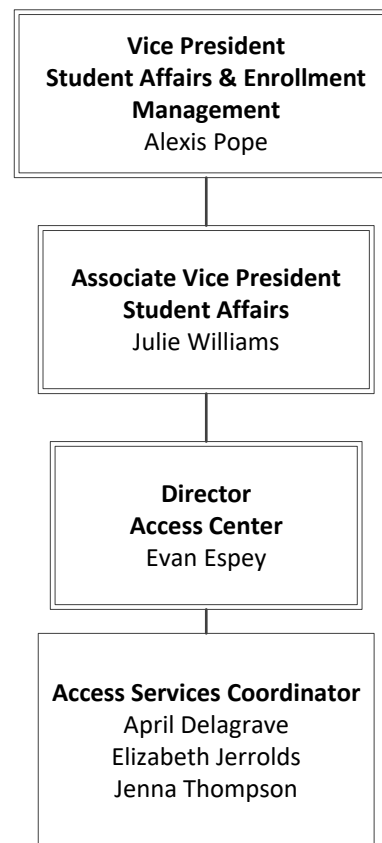 Vice President
Student Affairs & Enrollment
Management
Alexis Pope
Associate Vice President
Student Affairs
Julie Williams
Director
Access Center
Evan Espey
Access Services Coordinator
April Delagrave
Elizabeth Jerrolds
Jenna Thompson